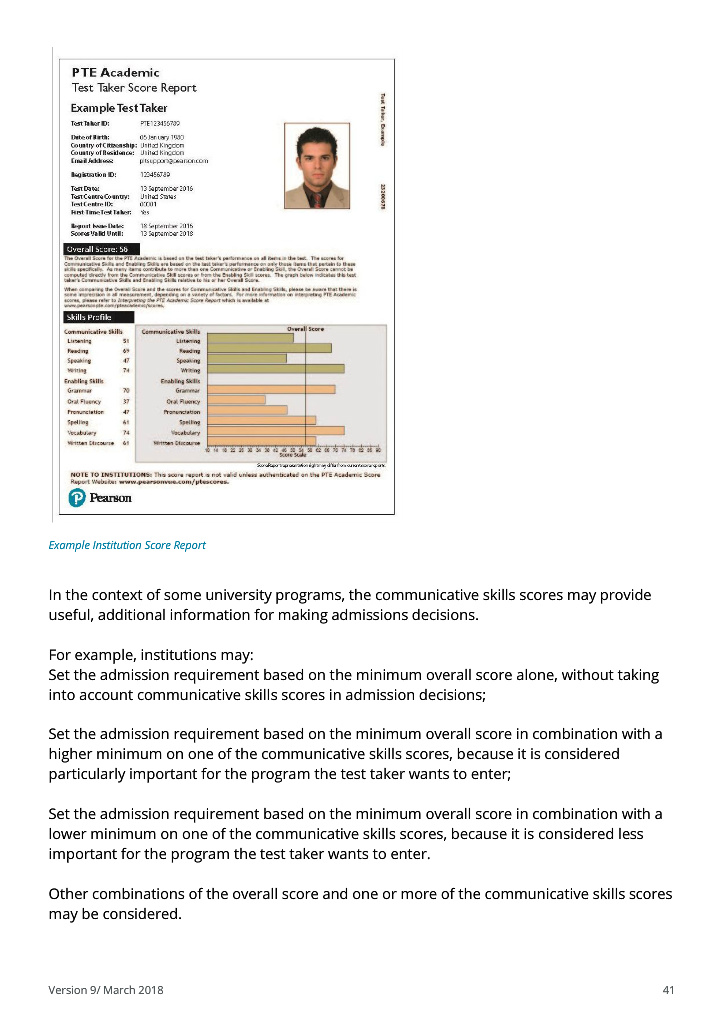 PTE Academic
Test Taker Score Report
Example Test Taker
Test Taker ID: PTE123456789
Date of Birth: 05 January 1980
Country of Citizenship: United Kingdom
Country of Residence: United Kingdom
Email Address: pltsupport@pearson.com
Registration ID: 123456789
Test Date: 13 September 2016
Test Centre Country: United States
Test Centre ID: 00001
First-Time Test Taker: Yes
Report Issue Date: 18 September 2016
Scores Valid Until: 13 September 2018
Test Taker, Example
Overall Score: 56
The Overall Score for the PTE Academic is based on the test taker's performance on all items in the test. The scores for
Communicative Skills and Enabling Skills are based on the test taker's performance on only those items that pertain to these
skills specifically. As many items contribute to more than one Communicative or Enabling Skill, the Overall Score cannot be
computed directly from the Communicative Skill scores or from the Enabling Skill scores. The graph below indicates this test
taker's Communicative Skills and Enabling Skills relative to his or her Overall Score.
When comparing the Overall Score and the scores for Communicative Skills and Enabling Skills, please be aware that there is
some imprecision in all measurement, depending on a variety of factors. For more information on interpreting PTE Academic
scores, please refer to Interpreting the PTE Academic Score Report which is available at
www.pearsonpte.com/pteacademic/scores.
Skills Profile
Communicative Skills
Listening 51
Reading 69
Speaking 47
Writing 74
Enabling Skills
Grammar 70
Oral Fluency 37
Pronunciation 47
Spelling 61
Vocabulary 74
Written Discourse 61
Overall Score
Communicative Skills
Listening
Reading
Speaking
Writing
Enabling Skills
Grammar
Oral Fluency
Pronunciation
Spelling
Vocabulary
Written Discourse
10 14 18 22 26 30 34 38 42 46 50 54 58 62 66 70 74 78 82 86 90
Score Scale
NOTE TO INSTITUTIONS: This score report is not valid unless authenticated on the PTE Academic Score
Report Website: www.pearsonvue.com/ptescores.
Pearson
Example Institution Score Report
In the context of some university programs, the communicative skills scores may provide
useful, additional information for making admissions decisions.
For example, institutions may:
Set the admission requirement based on the minimum overall score alone, without taking
into account communicative skills scores in admission decisions;
Set the admission requirement based on the minimum overall score in combination with a
higher minimum on one of the communicative skills scores, because it is considered
particularly important for the program the test taker wants to enter;
Set the admission requirement based on the minimum overall score in combination with a
lower minimum on one of the communicative skills scores, because it is considered less
important for the program the test taker wants to enter.
Other combinations of the overall score and one or more of the communicative skills scores
may be considered.
Version 9/ March 2018 41